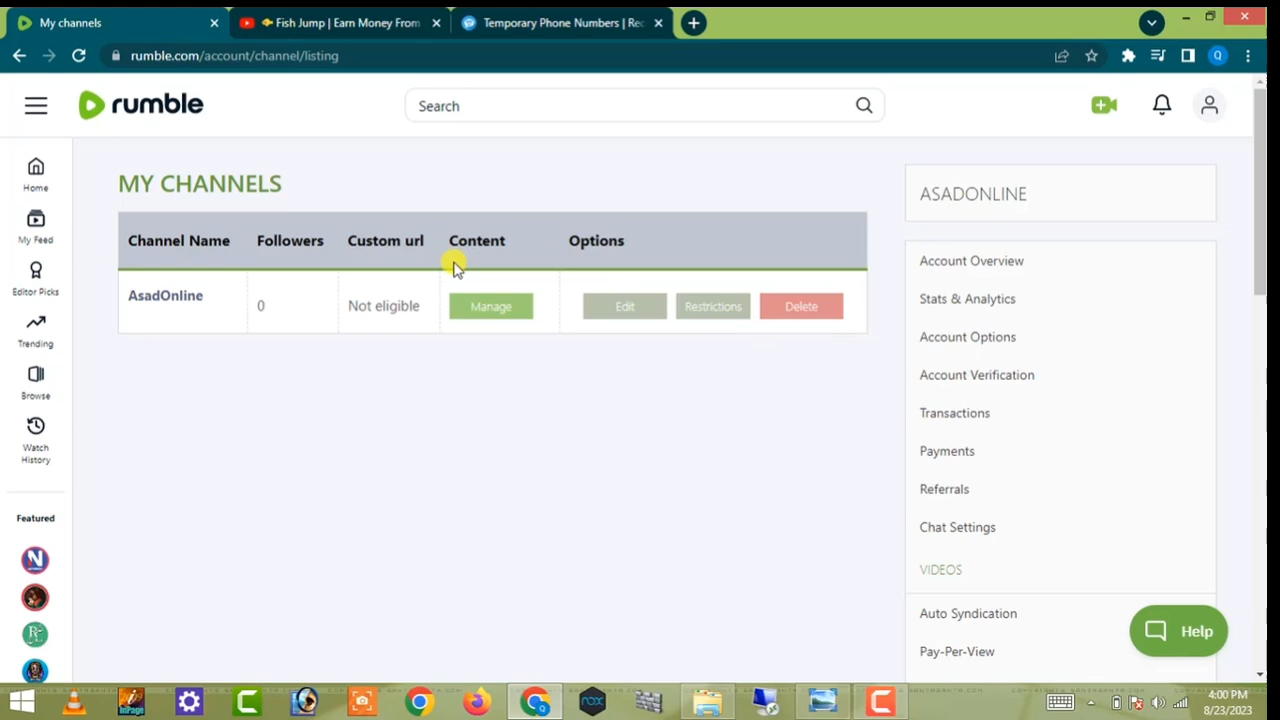 My channels
Fish Jump | Earn Money From
Temporary Phone Numbers | Rec
rumble.com/account/channel/listing
rumble
Search
Home
My Feed
Editor Picks
Trending
Browse
Watch
History
Featured
MY CHANNELS
Channel Name Followers Custom url Content Options
AsadOnline 0 Not eligible Manage Edit Restrictions Delete
ASADONLINE
Account Overview
Stats & Analytics
Account Options
Account Verification
Transactions
Payments
Referrals
Chat Settings
VIDEOS
Auto Syndication
Pay-Per-View
Help
4:00 PM
8/23/2023